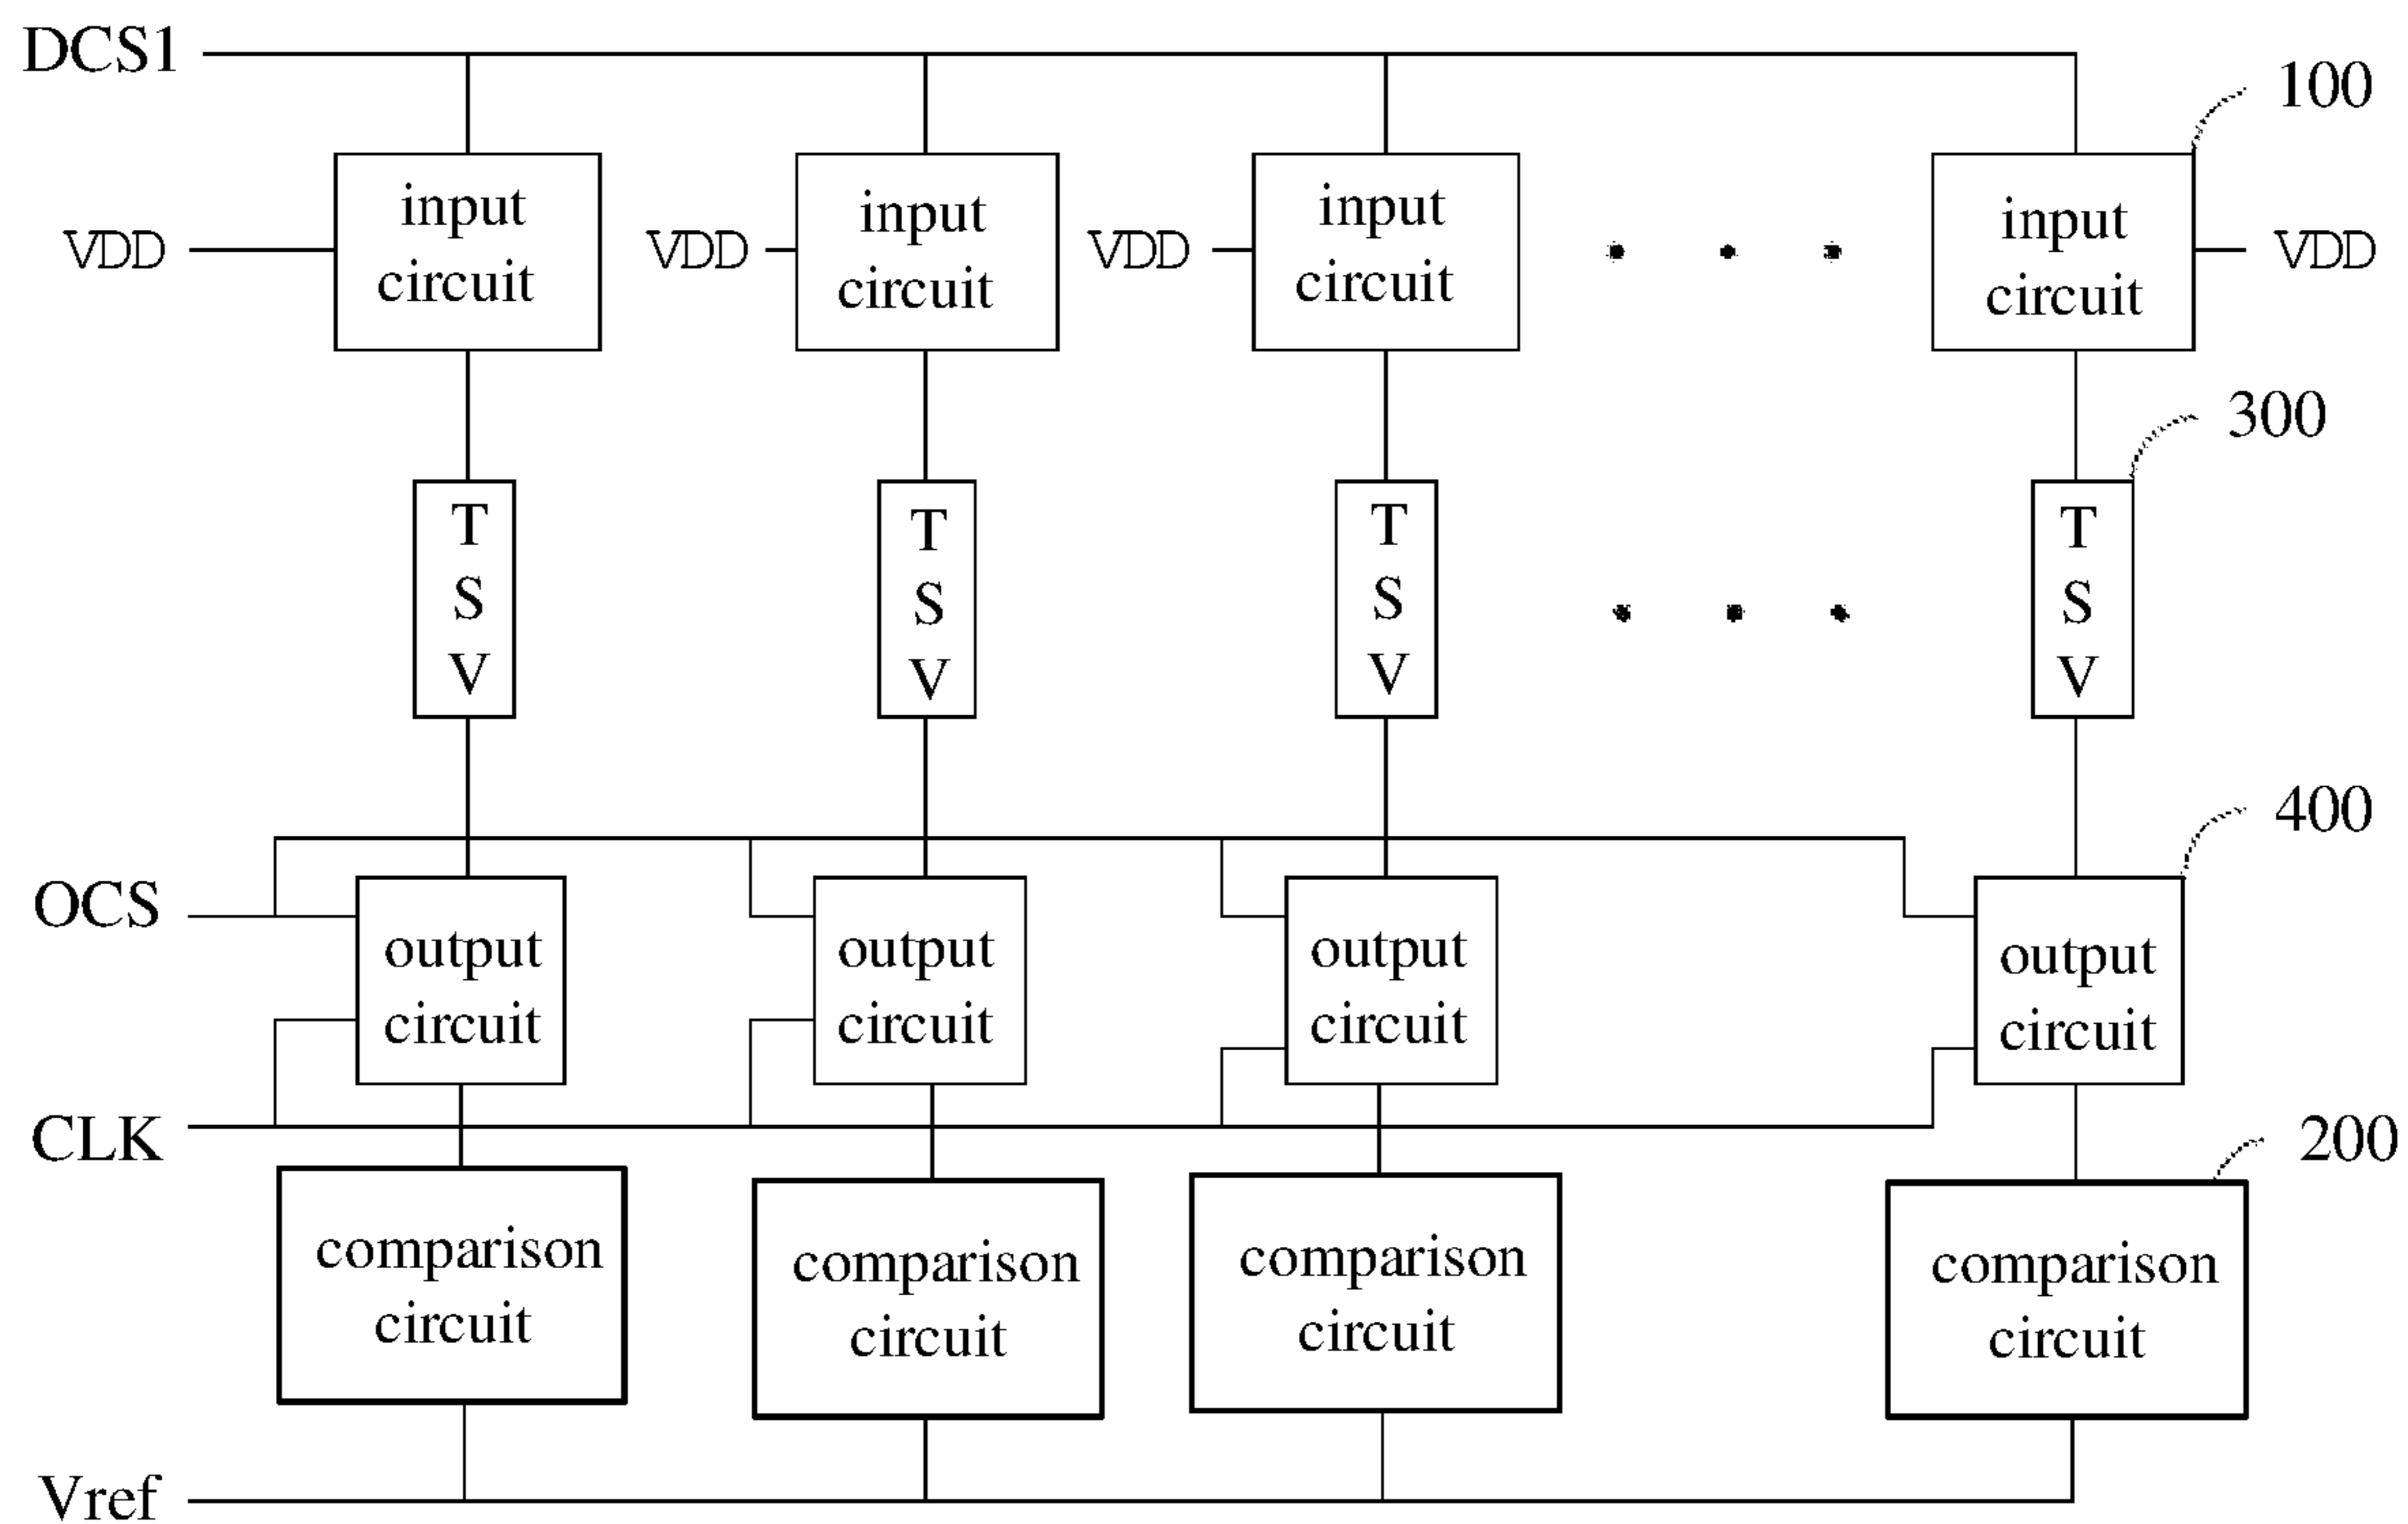 DCS1
100
input
circuit
input
circuit
input
circuit
input
circuit
VDD
VDD
VDD
VDD
300
T
S
V
T
S
V
T
S
V
T
S
V
400
OCS
output
circuit
output
circuit
output
circuit
output
circuit
CLK
200
comparison
circuit
comparison
circuit
comparison
circuit
comparison
circuit
Vref